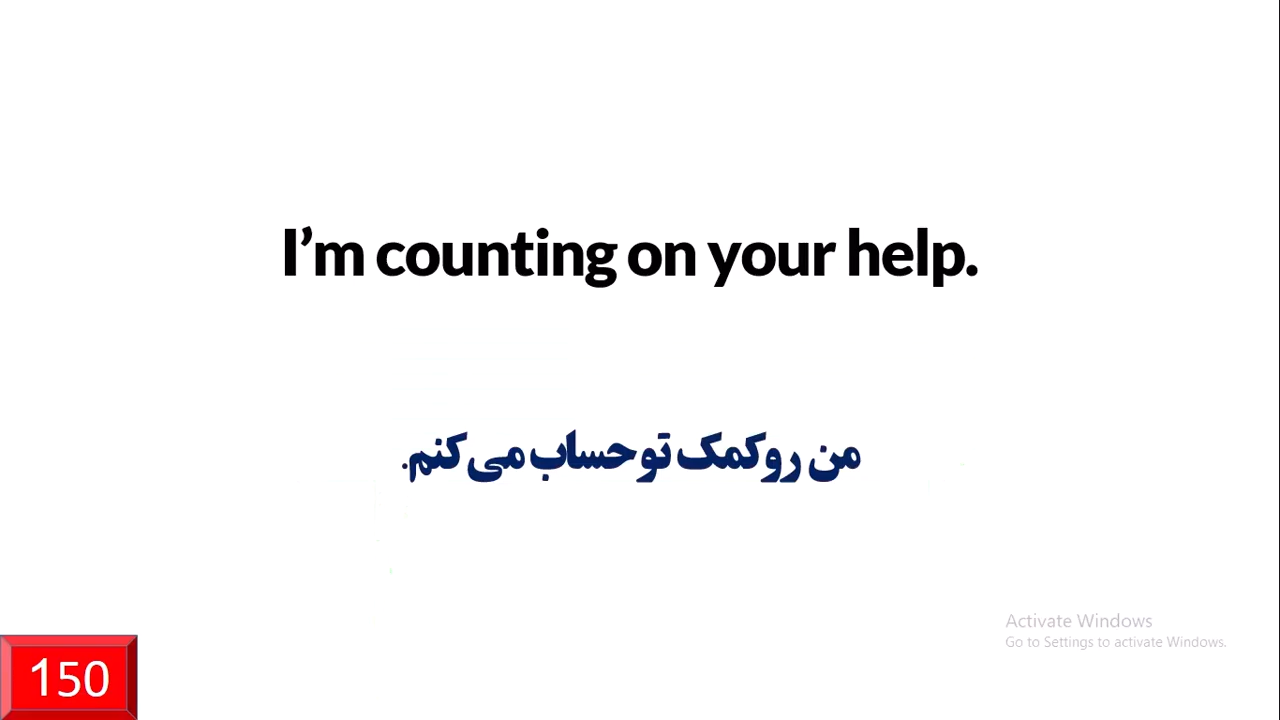 I’m counting on your help.
من رو کمک تو حساب می‌کنم.
Activate Windows
Go to Settings to activate Windows.
150